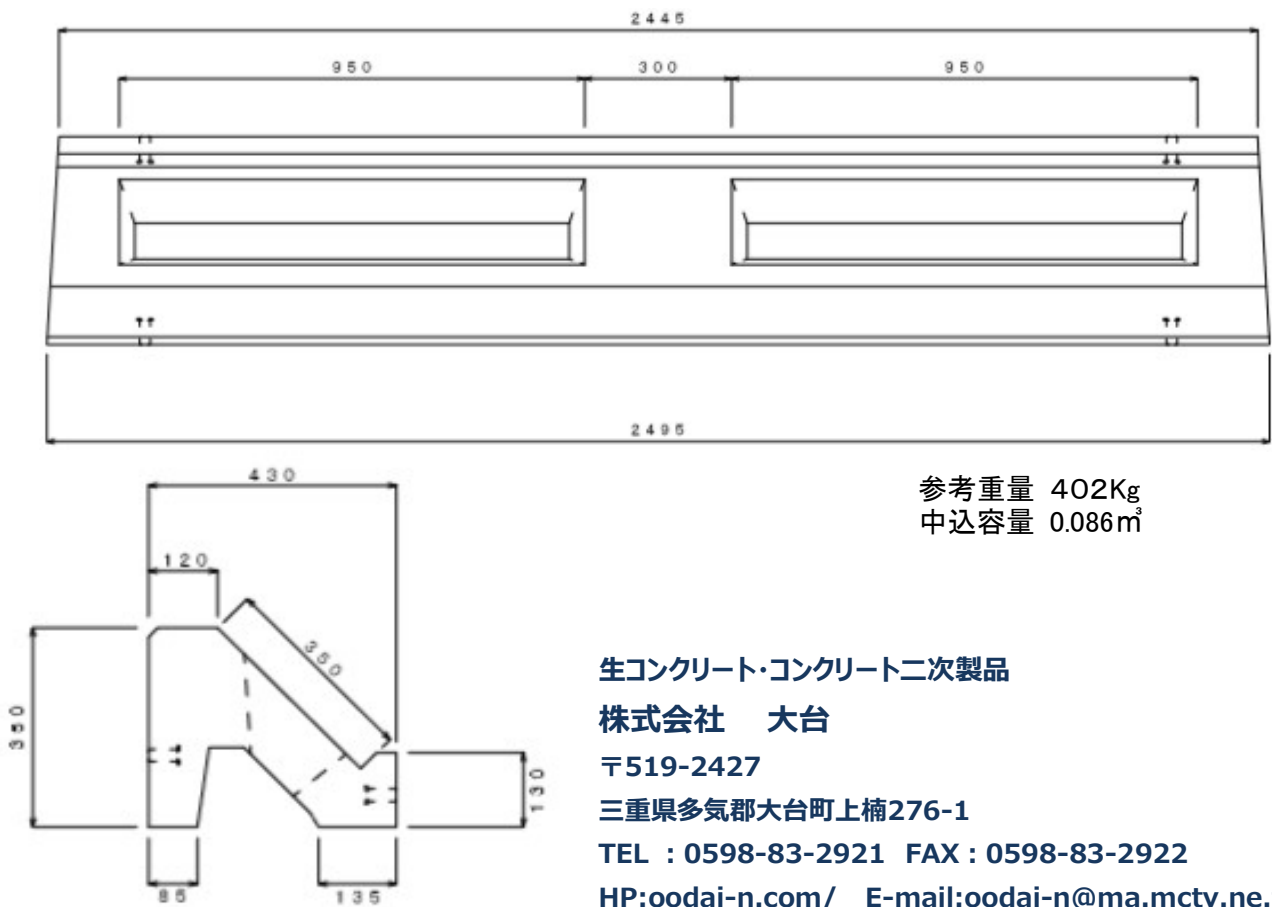 2445
950 300 950
2495
430
参考重量 402Kg
中込容量 0.086㎥
120
350
350
130
85 135
生コンクリート・コンクリート二次製品
株式会社 大台
〒519-2427
三重県多気郡大台町上楠276-1
TEL ：0598-83-2921 FAX：0598-83-2922
HP:oodai-n.com/ E-mail:oodai-n@ma.mctv.ne.